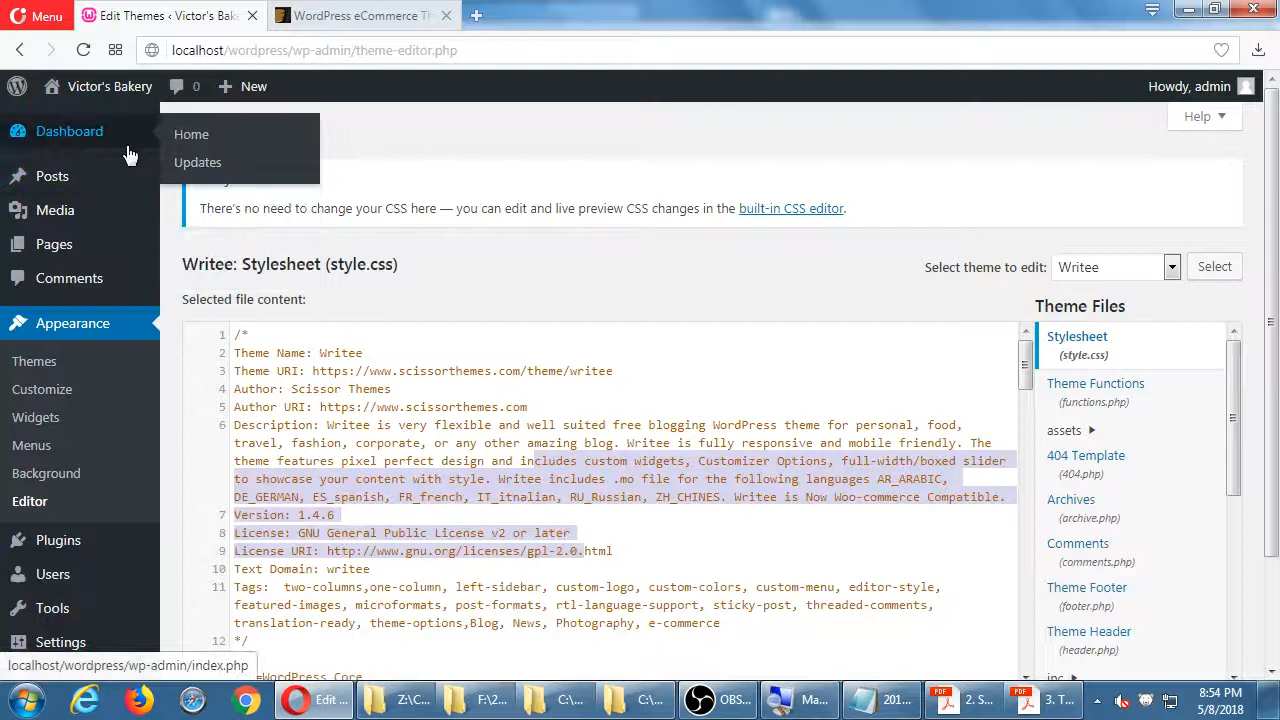 Menu
Edit Themes ‹ Victor's Bake
WordPress eCommerce Th
localhost/wordpress/wp-admin/theme-editor.php
Victor's Bakery
0
New
Howdy, admin
Dashboard
Home
Updates
Help
Posts
Media
Pages
Comments
Appearance
Themes
Customize
Widgets
Menus
Background
Editor
Plugins
Users
Tools
Settings
There's no need to change your CSS here — you can edit and live preview CSS changes in the built-in CSS editor.
Writee: Stylesheet (style.css)
Select theme to edit:
Writee
Select
Selected file content:
1 /*
2 Theme Name: Writee
3 Theme URI: https://www.scissorthemes.com/theme/writee
4 Author: Scissor Themes
5 Author URI: https://www.scissorthemes.com
6 Description: Writee is very flexible and well suited free blogging WordPress theme for personal, food,
travel, fashion, corporate, or any other amazing blog. Writee is fully responsive and mobile friendly. The
theme features pixel perfect design and includes custom widgets, Customizer Options, full-width/boxed slider
to showcase your content with style. Writee includes .mo file for the following languages AR_ARABIC,
DE_GERMAN, ES_spanish, FR_french, IT_itnalian, RU_Russian, ZH_CHINES. Writee is Now Woo-commerce Compatible.
7 Version: 1.4.6
8 License: GNU General Public License v2 or later
9 License URI: http://www.gnu.org/licenses/gpl-2.0.html
10 Text Domain: writee
11 Tags:  two-columns,one-column, left-sidebar, custom-logo, custom-colors, custom-menu, editor-style,
featured-images, microformats, post-formats, rtl-language-support, sticky-post, threaded-comments,
translation-ready, theme-options,Blog, News, Photography, e-commerce
12 */
=WordPress Core
Theme Files
Stylesheet
(style.css)
Theme Functions
(functions.php)
assets
404 Template
(404.php)
Archives
(archive.php)
Comments
(comments.php)
Theme Footer
(footer.php)
Theme Header
(header.php)
inc
localhost/wordpress/wp-admin/index.php
Edit ...
Z:\C...
F:\2...
C:\...
C:\...
OBS...
Ma...
201...
2. S...
3. T...
8:54 PM
5/8/2018